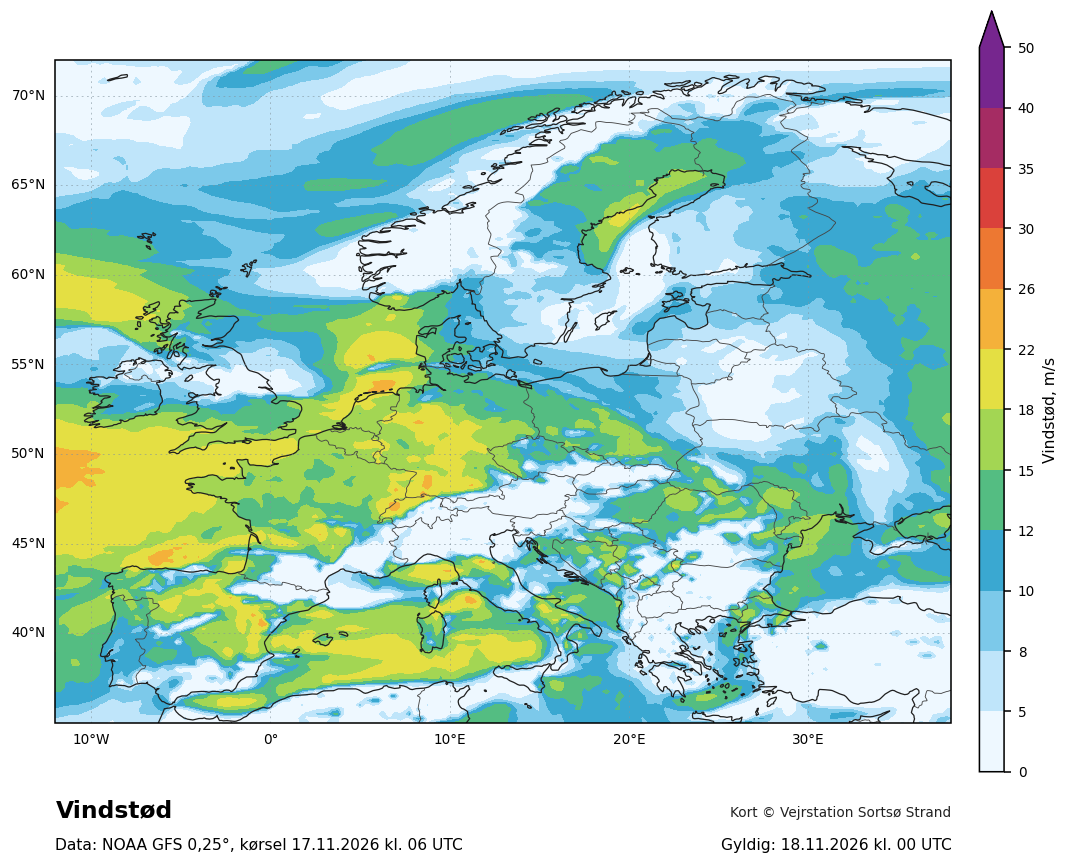 50
40
35
30
26
22
18
15
12
10
8
5
0
Vindstød, m/s
70°N
65°N
60°N
55°N
50°N
45°N
40°N
10°W
0°
10°E
20°E
30°E
Vindstød
Kort © Vejrstation Sortsø Strand
Data: NOAA GFS 0,25°, kørsel 17.11.2026 kl. 06 UTC
Gyldig: 18.11.2026 kl. 00 UTC